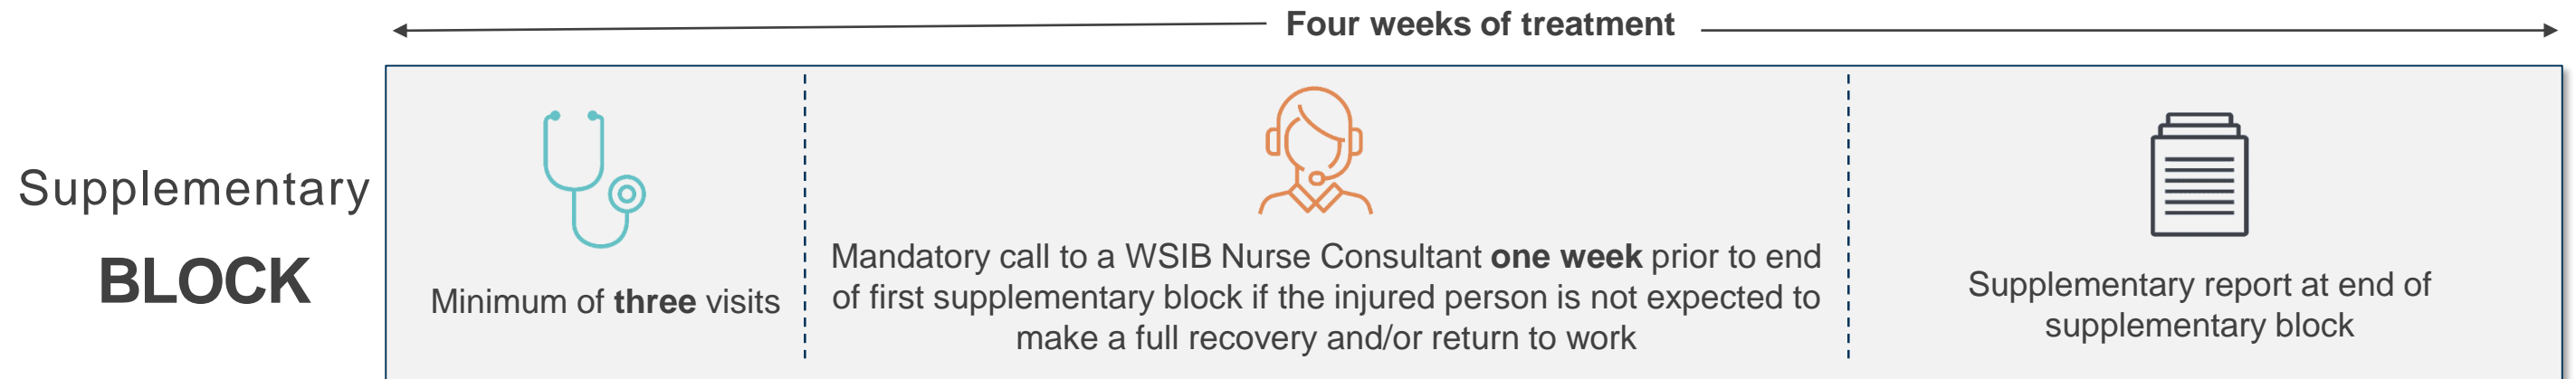 Four weeks of treatment
Supplementary
BLOCK
Minimum of three visits
Mandatory call to a WSIB Nurse Consultant one week prior to end
of first supplementary block if the injured person is not expected to
make a full recovery and/or return to work
Supplementary report at end of
supplementary block